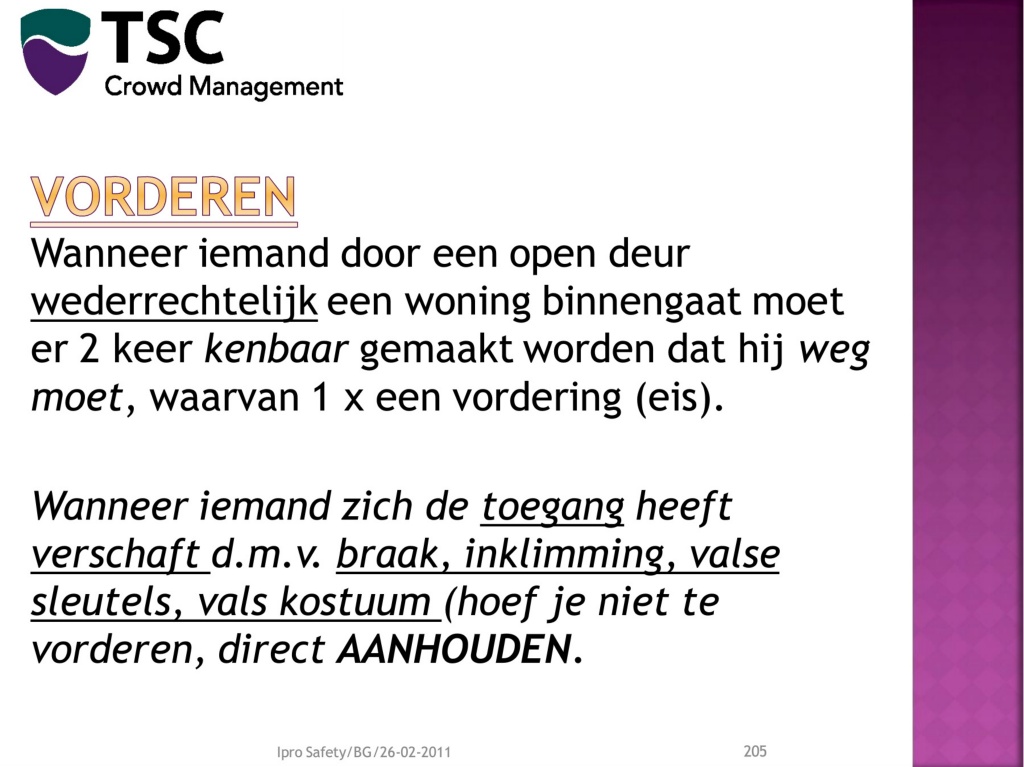 TSC
Crowd Management
VORDEREN
Wanneer iemand door een open deur
wederrechtelijk een woning binnengaat moet
er 2 keer kenbaar gemaakt worden dat hij weg
moet, waarvan 1 x een vordering (eis).
Wanneer iemand zich de toegang heeft
verschaft d.m.v. braak, inklimming, valse
sleutels, vals kostuum (hoef je niet te
vorderen, direct AANHOUDEN.
Ipro Safety/BG/26-02-2011 205